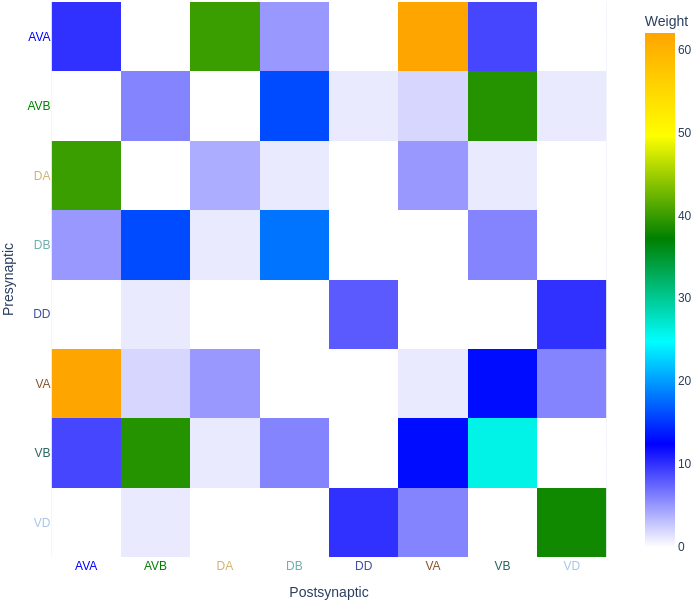 Weight
AVA
AVB
DA
DB
DD
VA
VB
VD
Presynaptic
60
50
40
30
20
10
0
AVA AVB DA DB DD VA VB VD
Postsynaptic